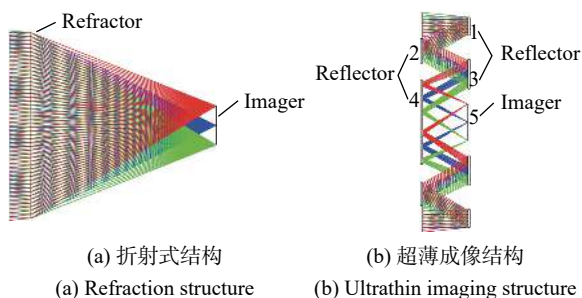 Refractor
Imager
1
2
Reflector
3
Reflector
4
Imager
5
(a) 折射式结构
(b) 超薄成像结构
(a) Refraction structure
(b) Ultrathin imaging structure